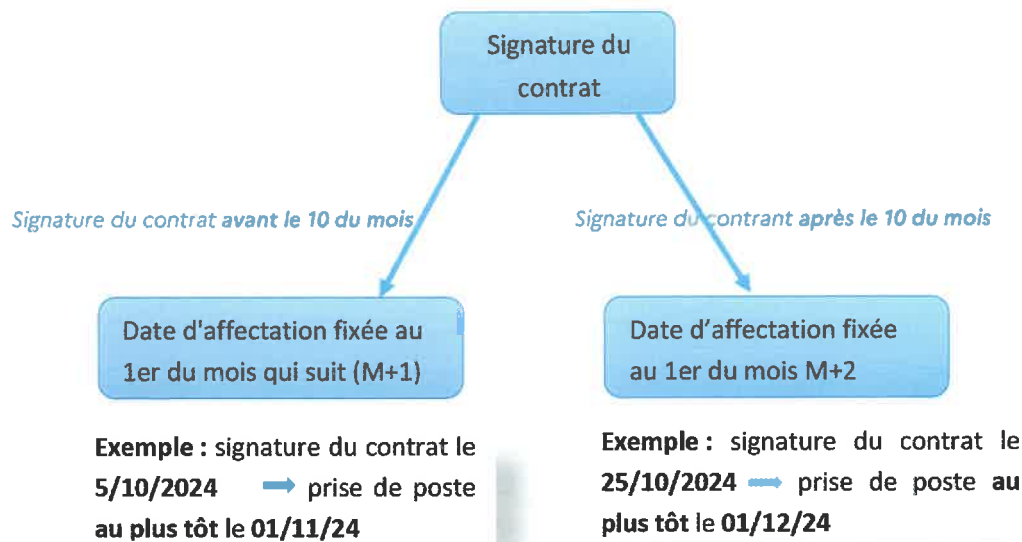 Signature du
contrat
Signature du contrat avant le 10 du mois
Signature du contrant après le 10 du mois
Date d'affectation fixée au
1er du mois qui suit (M+1)
Date d’affectation fixée
au 1er du mois M+2
Exemple : signature du contrat le
5/10/2024 ➡ prise de poste
au plus tôt le 01/11/24
Exemple : signature du contrat le
25/10/2024 ➡ prise de poste au
plus tôt le 01/12/24